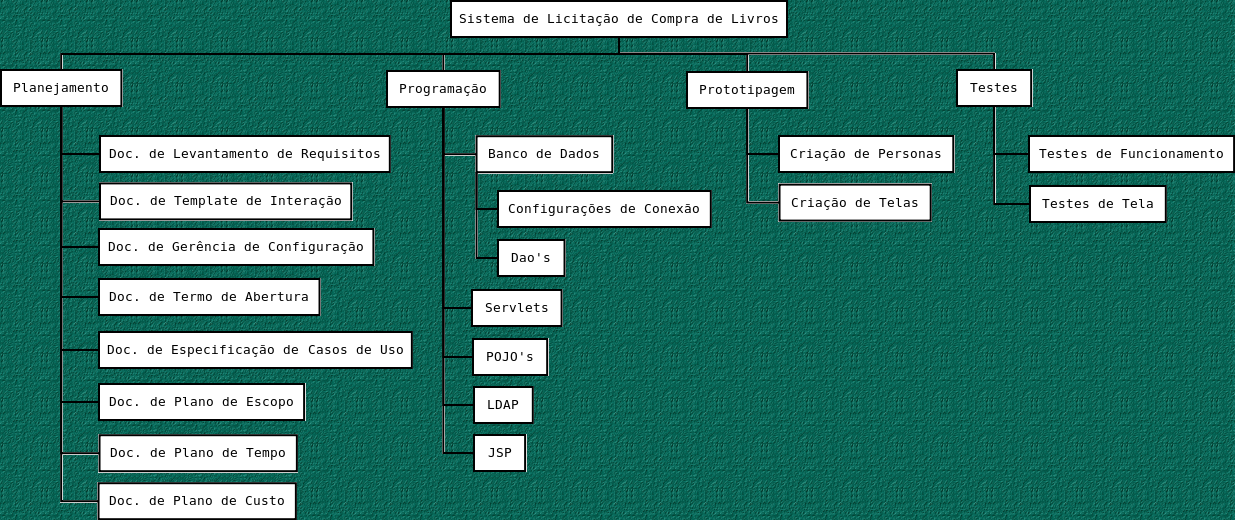 Sistema de Licitação de Compra de Livros
Planejamento
Doc. de Levantamento de Requisitos
Doc. de Template de Interação
Doc. de Gerência de Configuração
Doc. de Termo de Abertura
Doc. de Especificação de Casos de Uso
Doc. de Plano de Escopo
Doc. de Plano de Tempo
Doc. de Plano de Custo
Programação
Banco de Dados
Configurações de Conexão
Dao's
Servlets
POJO's
LDAP
JSP
Prototipagem
Criação de Personas
Criação de Telas
Testes
Testes de Funcionamento
Testes de Tela